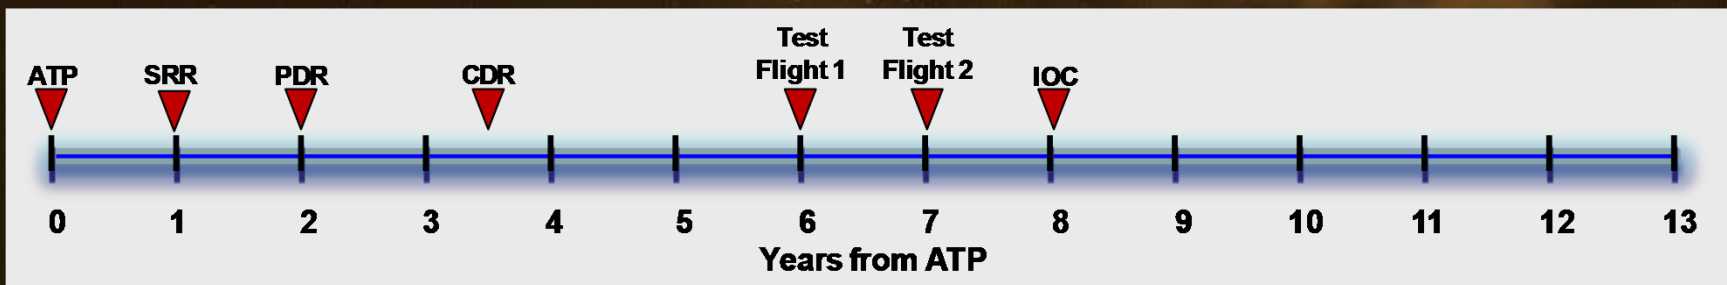 Test Test
Flight 1 Flight 2
ATP SRR PDR CDR IOC
0 1 2 3 4 5 6 7 8 9 10 11 12 13
Years from ATP